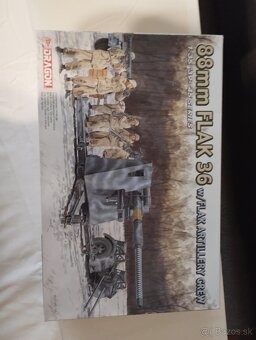 DRAGON
88mm FLAK 36
w/FLAK ARTILLERY CREW
bazos.sk